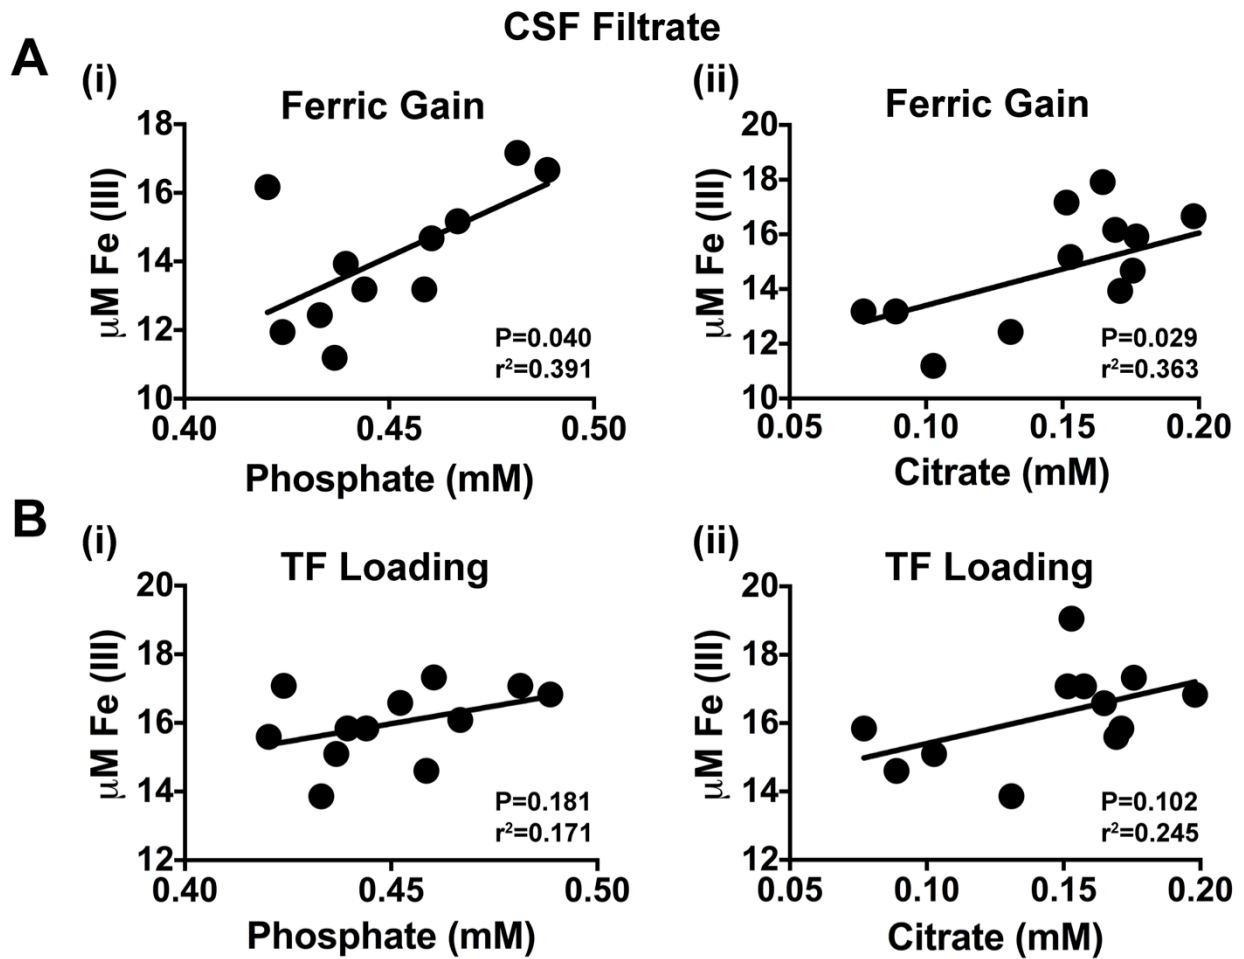 CSF Filtrate
A
(i)
Ferric Gain
μM Fe (III)
18
16
14
12
10
0.40
0.45
0.50
Phosphate (mM)
P=0.040
r²=0.391
(ii)
Ferric Gain
μM Fe (III)
20
18
16
14
12
10
0.05
0.10
0.15
0.20
Citrate (mM)
P=0.029
r²=0.363
B
(i)
TF Loading
μM Fe (III)
20
18
16
14
12
0.40
0.45
0.50
Phosphate (mM)
P=0.181
r²=0.171
(ii)
TF Loading
μM Fe (III)
20
18
16
14
12
0.05
0.10
0.15
0.20
Citrate (mM)
P=0.102
r²=0.245